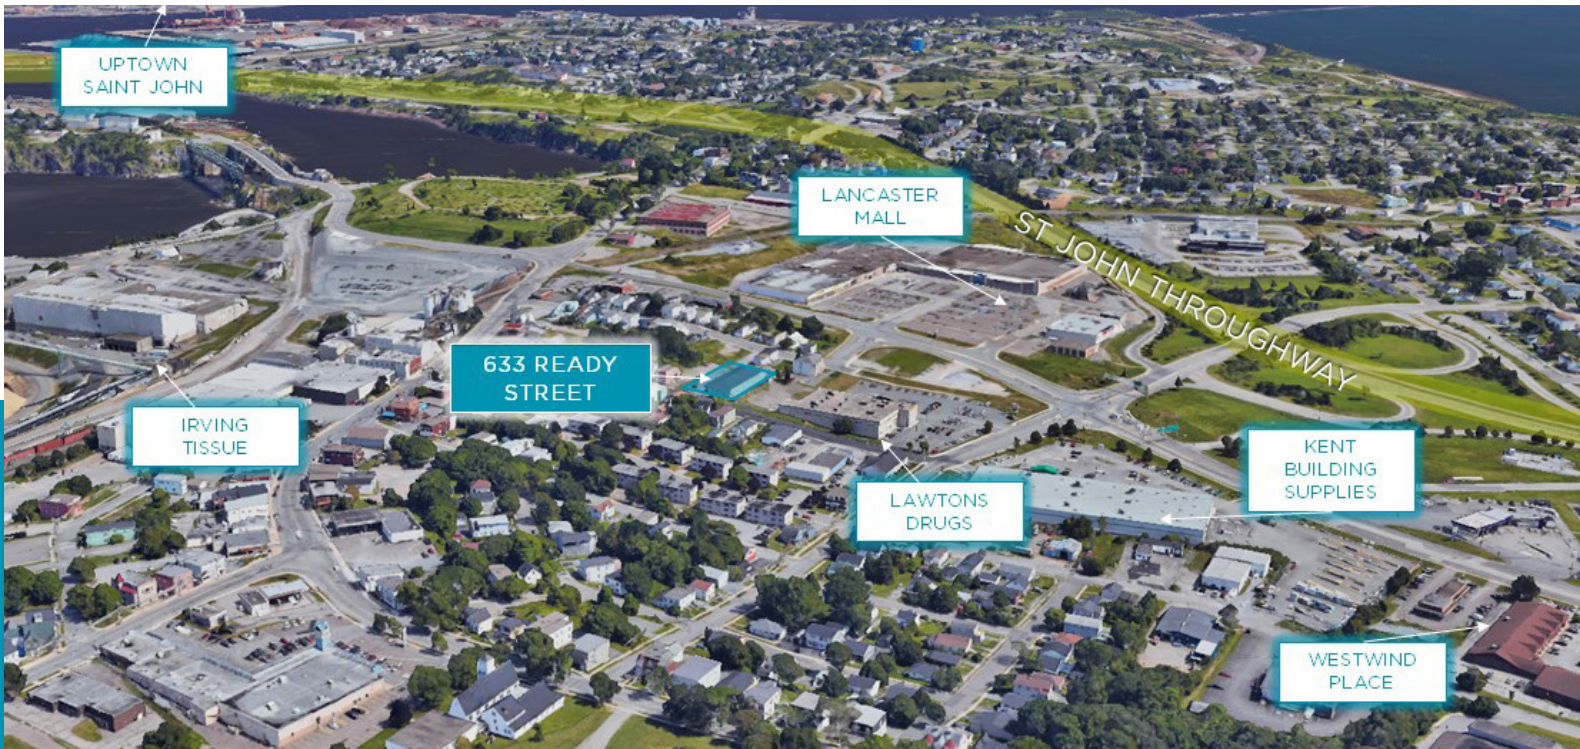 UPTOWN
SAINT JOHN
LANCASTER
MALL
ST JOHN THROUGHWAY
633 READY
STREET
IRVING
TISSUE
KENT
BUILDING
SUPPLIES
LAWTONS
DRUGS
WESTWIND
PLACE